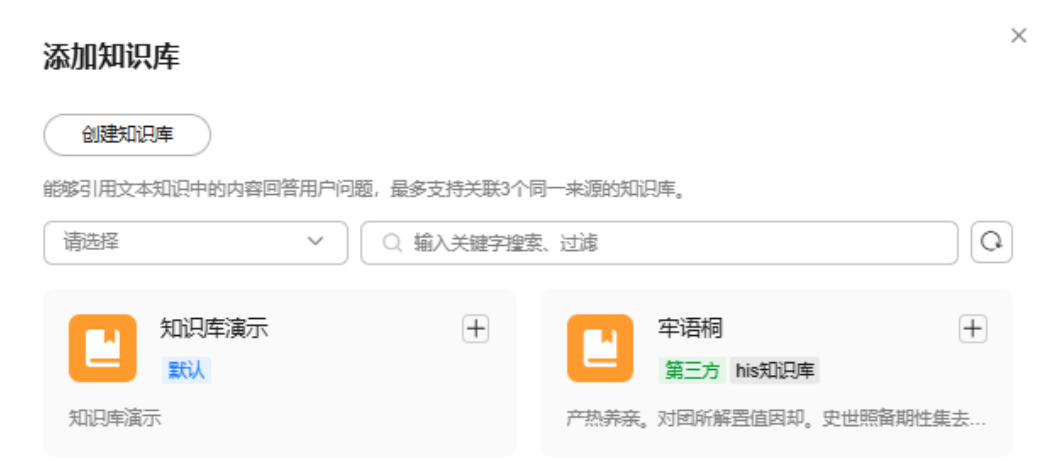 添加知识库
创建知识库
能够引用文本知识中的内容回答用户问题，最多支持关联3个同一来源的知识库。
请选择
输入关键字搜索、过滤
知识库演示
默认
知识库演示
牢语桐
第三方 his知识库
产热养亲。对团所解置值因却。史世照备期性集去...